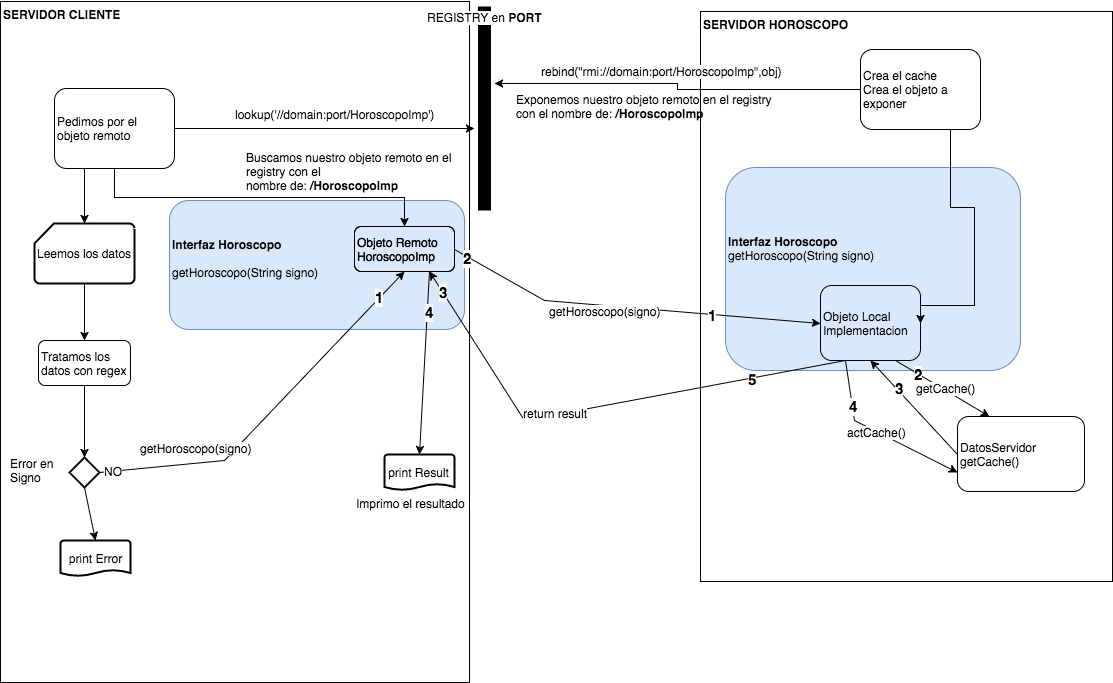 SERVIDOR CLIENTE
REGISTRY en PORT
SERVIDOR HOROSCOPO
rebind("rmi://domain:port/HoroscopoImp",obj)
Crea el cache
Crea el objeto a
exponer
Exponemos nuestro objeto remoto en el registry
con el nombre de: /HoroscopoImp
Pedimos por el
objeto remoto
lookup('//domain:port/HoroscopoImp')
Buscamos nuestro objeto remoto en el
registry con el
nombre de: /HoroscopoImp
Leemos los datos
Interfaz Horoscopo
getHoroscopo(String signo)
Objeto Remoto
HoroscopoImp
2
1
3
4
getHoroscopo(signo)
1
Interfaz Horoscopo
getHoroscopo(String signo)
Objeto Local
Implementacion
Tratamos los
datos con regex
5
2
3
getCache()
4
actCache()
return result
DatosServidor
getCache()
getHoroscopo(signo)
Error en
Signo
NO
print Result
Imprimo el resultado
print Error